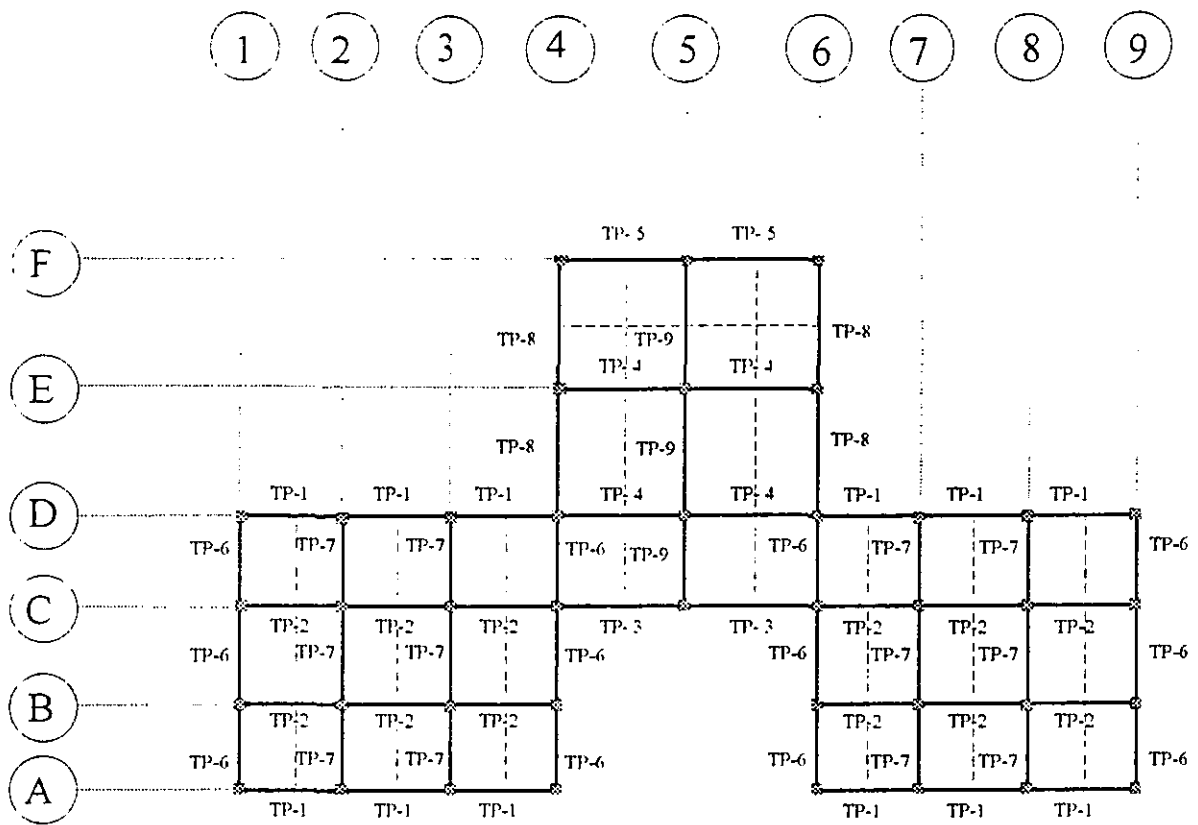 1 2 3 4 5 6 7 8 9
TP-5 TP-5
F
TP-8 TP-9 TP-8
TP-4 TP-4
E
TP-8 TP-9 TP-8
TP-1 TP-1 TP-1 TP-4 TP-4 TP-1 TP-1 TP-1
D
TP-6 TP-7 TP-7 TP-6 TP-9 TP-6 TP-7 TP-7 TP-6
C
TP-2 TP-2 TP-2 TP-3 TP-3 TP-2 TP-2 TP-2
TP-6 TP-7 TP-7 TP-6 TP-6 TP-7 TP-7 TP-6
B
TP-2 TP-2 TP-2 TP-2 TP-2 TP-2
TP-6 TP-7 TP-7 TP-6 TP-6 TP-7 TP-7 TP-6
A
TP-1 TP-1 TP-1 TP-1 TP-1 TP-1